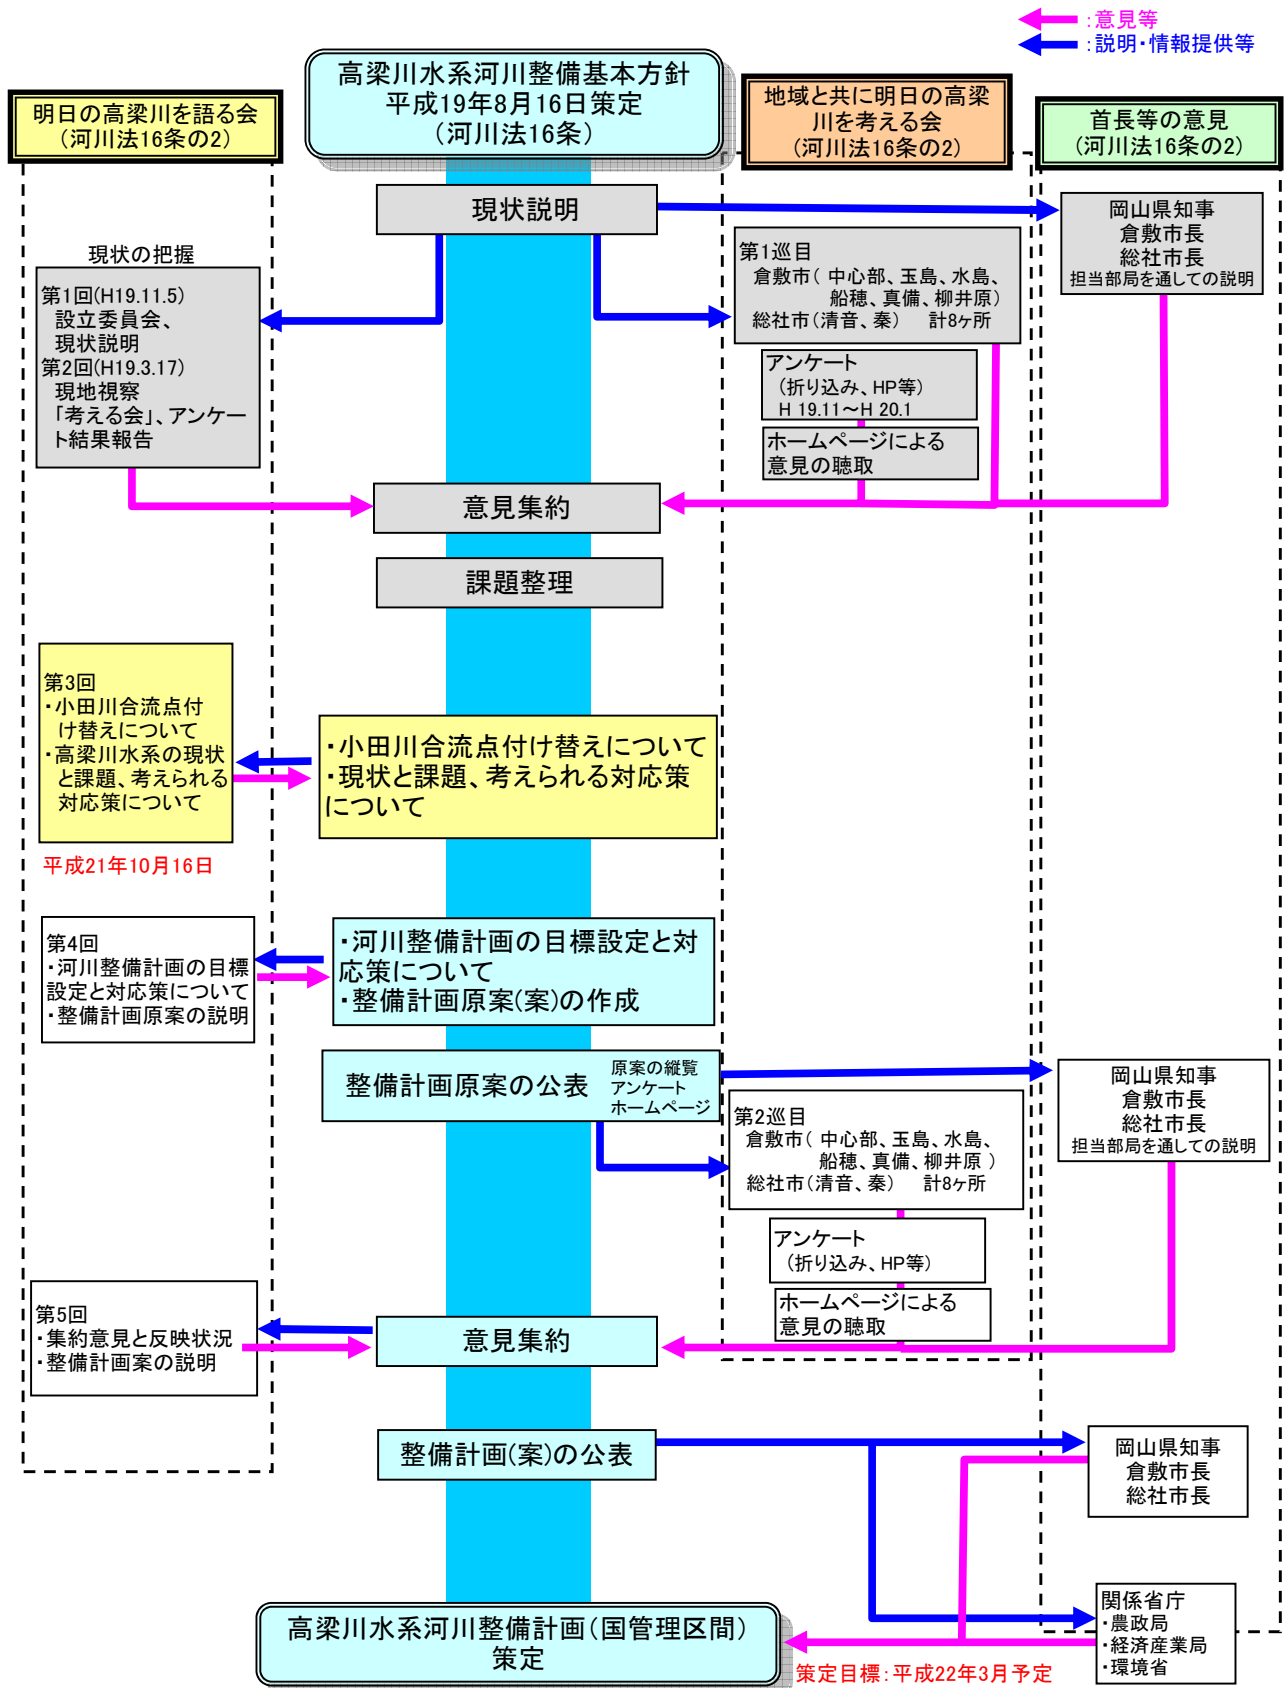 :意見等
:説明・情報提供等
高梁川水系河川整備基本方針
平成19年8月16日策定
(河川法16条)
明日の高梁川を語る会
(河川法16条の2)
地域と共に明日の高梁
川を考える会
(河川法16条の2)
首長等の意見
(河川法16条の2)
現状説明
岡山県知事
倉敷市長
総社市長
担当部局を通しての説明
現状の把握
第1回(H19.11.5)
設立委員会、
現状説明
第2回(H19.3.17)
現地視察
「考える会」、アンケー
ト結果報告
第1巡目
倉敷市( 中心部、玉島、水島、
船穂、真備、柳井原)
総社市(清音、秦) 計8ヶ所
アンケート
(折り込み、HP等)
H 19.11～H 20.1
ホームページによる
意見の聴取
意見集約
課題整理
第3回
・小田川合流点付
け替えについて
・高梁川水系の現状
と課題、考えられる
対応策について
平成21年10月16日
・小田川合流点付け替えについて
・現状と課題、考えられる対応策
について
第4回
・河川整備計画の目標
設定と対応策について
・整備計画原案の説明
・河川整備計画の目標設定と対
応策について
・整備計画原案(案)の作成
整備計画原案の公表
原案の縦覧
アンケート
ホームページ
岡山県知事
倉敷市長
総社市長
担当部局を通しての説明
第2巡目
倉敷市( 中心部、玉島、水島、
船穂、真備、柳井原 )
総社市(清音、秦) 計8ヶ所
アンケート
(折り込み、HP等)
ホームページによる
意見の聴取
第5回
・集約意見と反映状況
・整備計画案の説明
意見集約
整備計画(案)の公表
岡山県知事
倉敷市長
総社市長
関係省庁
・農政局
・経済産業局
・環境省
高梁川水系河川整備計画(国管理区間)
策定
策定目標:平成22年3月予定